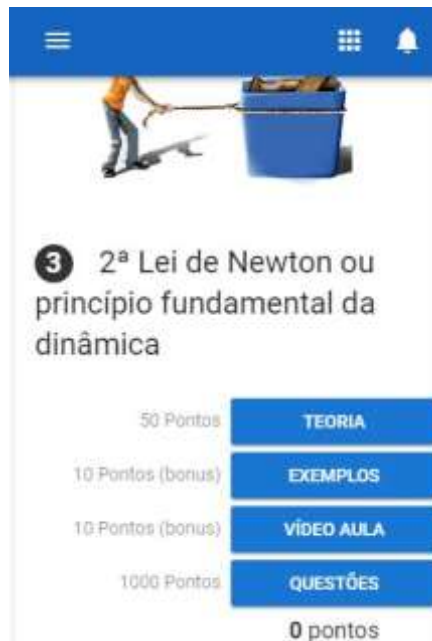 3 2ª Lei de Newton ou
princípio fundamental da
dinâmica
50 Pontos TEORIA
10 Pontos (bonus) EXEMPLOS
10 Pontos (bonus) VÍDEO AULA
1000 Pontos QUESTÕES
0 pontos